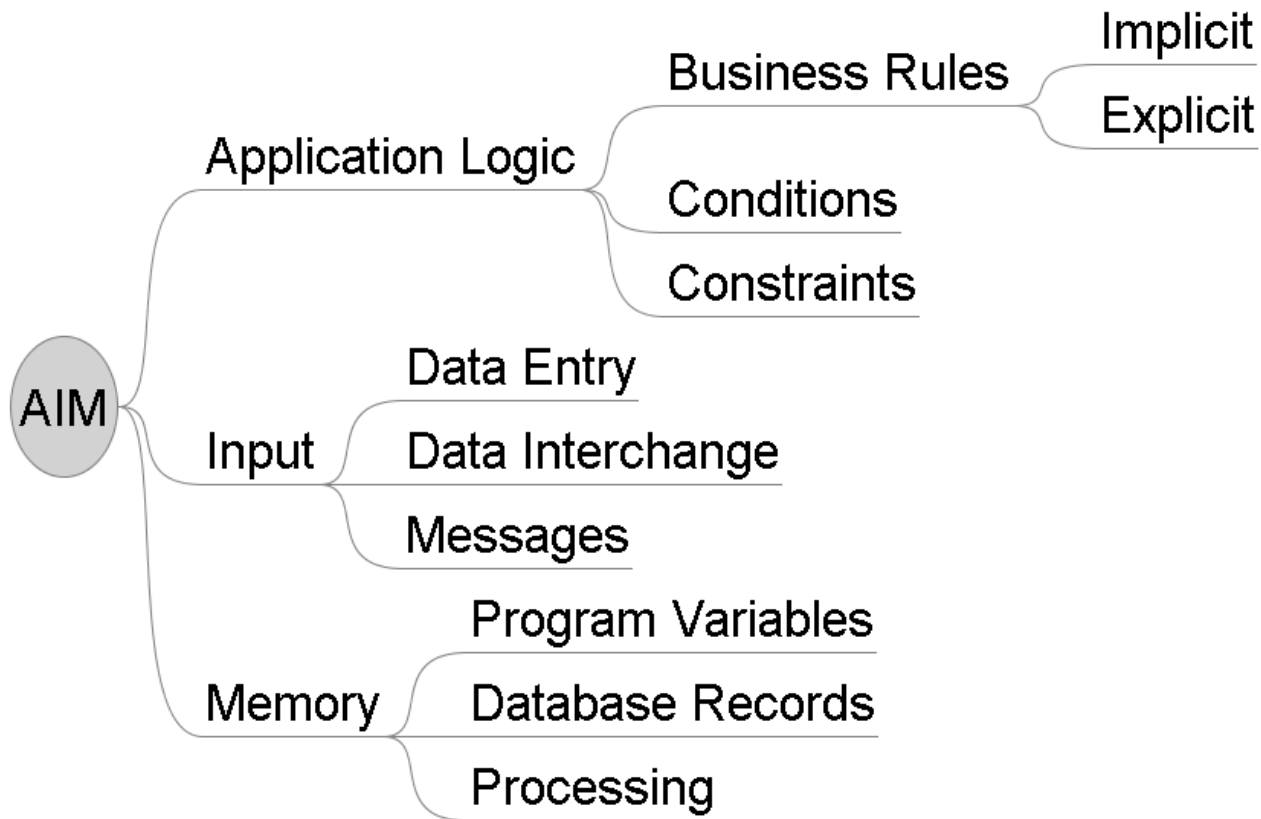 AIM
Application Logic
Business Rules
Implicit
Explicit
Conditions
Constraints
Input
Data Entry
Data Interchange
Messages
Memory
Program Variables
Database Records
Processing